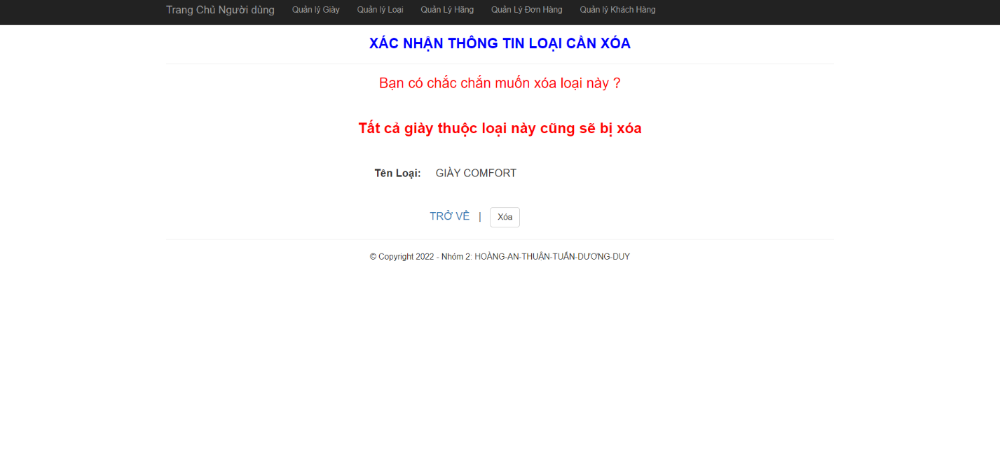 Trang Chủ Người dùng Quản lý Giày Quản lý Loại Quản Lý Hãng Quản Lý Đơn Hàng Quản lý Khách Hàng
XÁC NHẬN THÔNG TIN LOẠI CẦN XÓA
Bạn có chắc chắn muốn xóa loại này ?
Tất cả giày thuộc loại này cũng sẽ bị xóa
Tên Loại: GIÀY COMFORT
TRỞ VỀ | Xóa
© Copyright 2022 - Nhóm 2: HOÀNG-AN-THUẬN-TUẤN-DƯƠNG-DUY